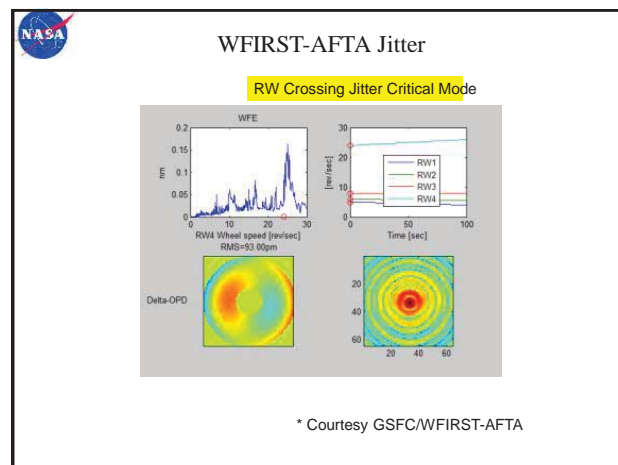 NASA
WFIRST-AFTA Jitter
RW Crossing Jitter Critical Mode
WFE
0.2
0.15
0.1
0.05
0
nm
0 10 20 30
RW4 Wheel speed [rev/sec]
RMS=93.00pm
30
20
10
0
[rev/sec]
RW1
RW2
RW3
RW4
0 50 100
Time [sec]
Delta-OPD
20
40
60
10 20 30 40 50 60
* Courtesy GSFC/WFIRST-AFTA